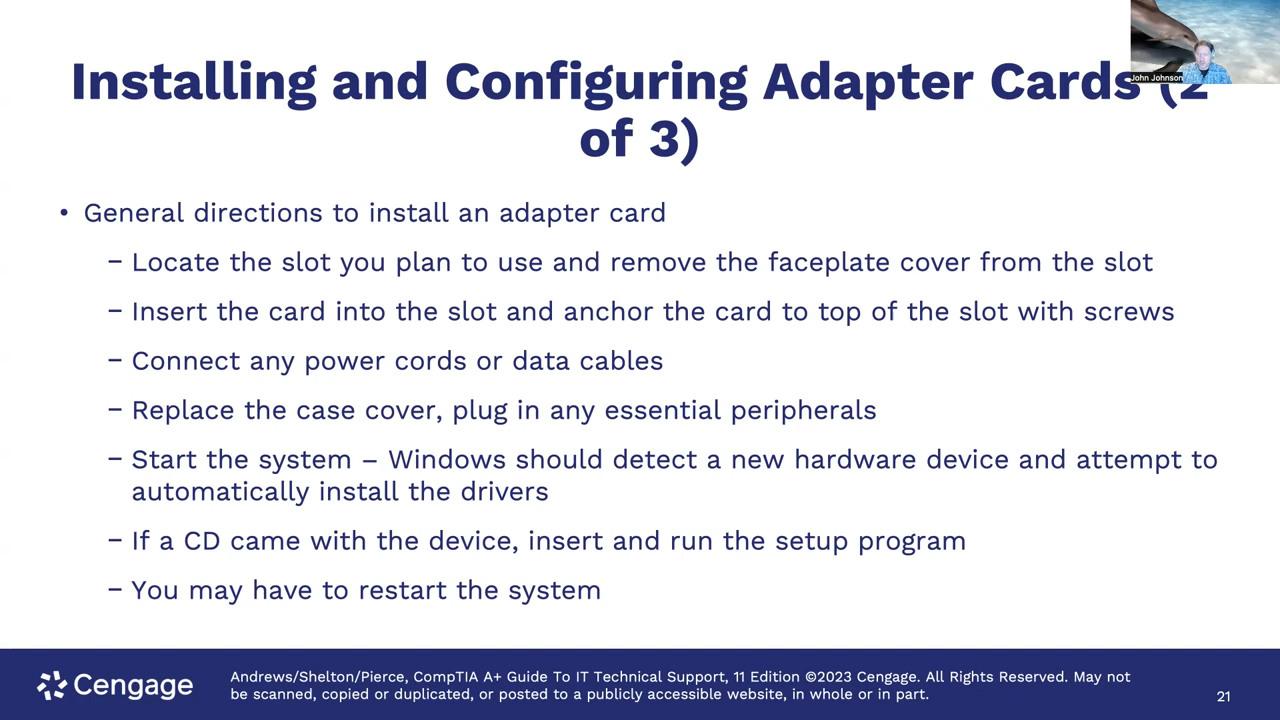 John Johnson
Installing and Configuring Adapter Cards (2
of 3)
• General directions to install an adapter card
– Locate the slot you plan to use and remove the faceplate cover from the slot
– Insert the card into the slot and anchor the card to top of the slot with screws
– Connect any power cords or data cables
– Replace the case cover, plug in any essential peripherals
– Start the system – Windows should detect a new hardware device and attempt to
automatically install the drivers
– If a CD came with the device, insert and run the setup program
– You may have to restart the system
Cengage
Andrews/Shelton/Pierce, CompTIA A+ Guide To IT Technical Support, 11 Edition ©2023 Cengage. All Rights Reserved. May not
be scanned, copied or duplicated, or posted to a publicly accessible website, in whole or in part.
21